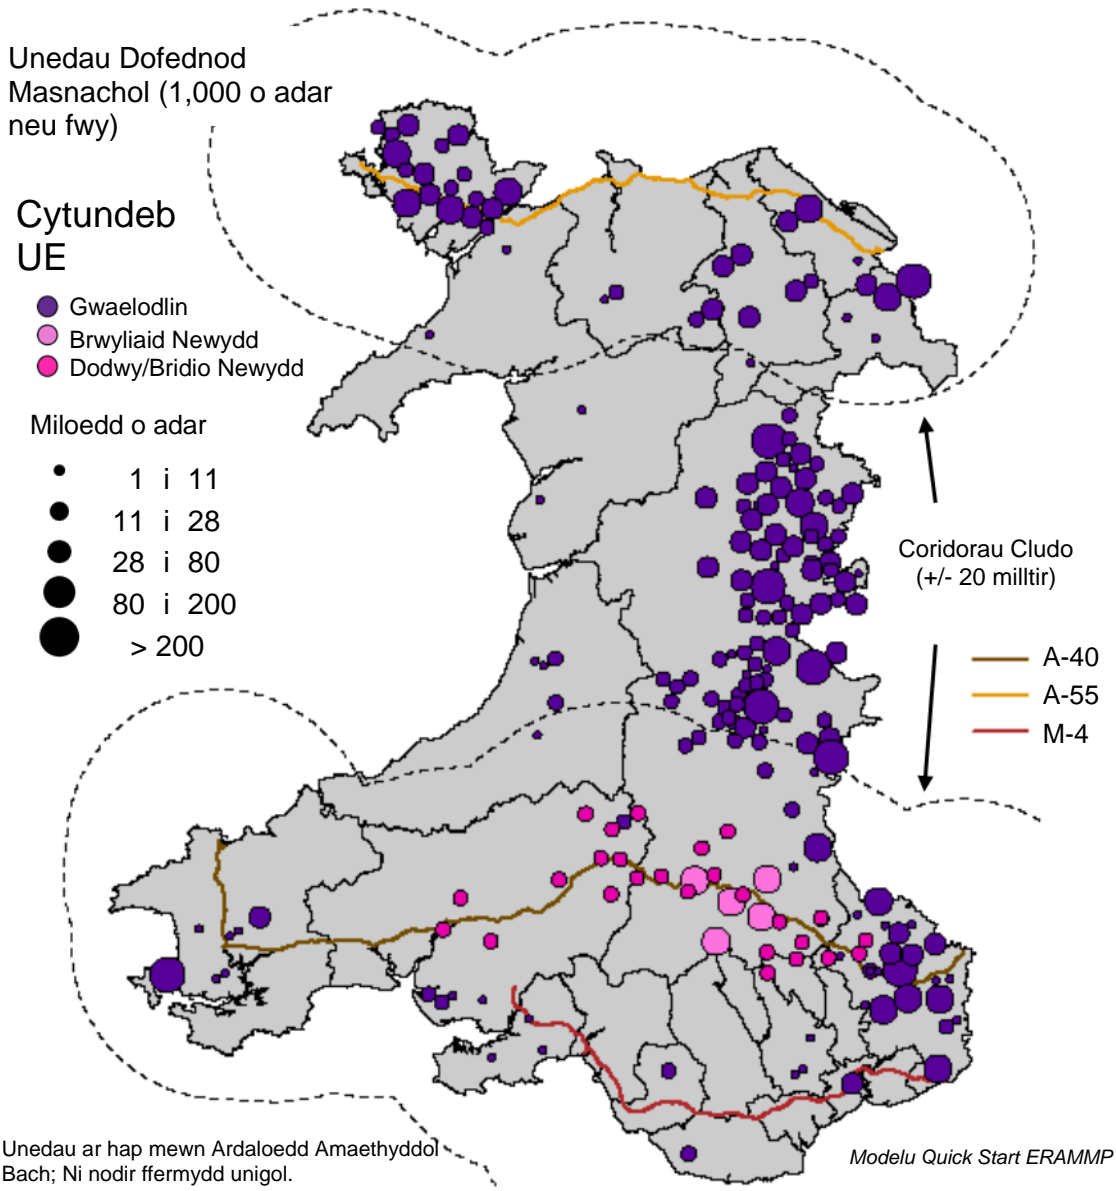 Unedau Dofednod
Masnachol (1,000 o adar
neu fwy)
Cytundeb
UE
Gwaelodlin
Brwyliaid Newydd
Dodwy/Bridio Newydd
Miloedd o adar
1 i 11
11 i 28
28 i 80
80 i 200
> 200
Coridorau Cludo
(+/- 20 milltir)
A-40
A-55
M-4
Unedau ar hap mewn Ardaloedd Amaethyddol
Bach; Ni nodir ffermydd unigol.
Modelu Quick Start ERAMMP